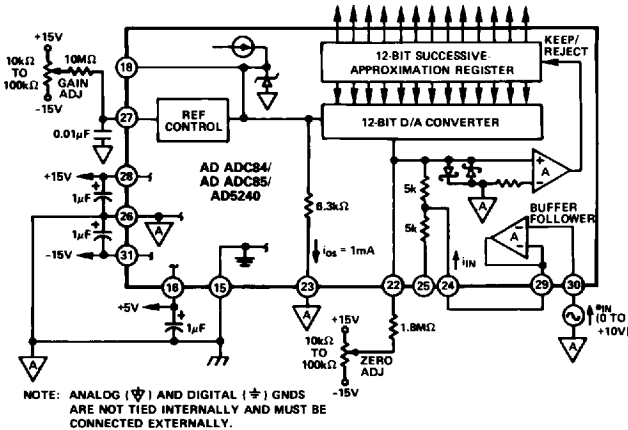 +15V
10kΩ
TO
100kΩ
−15V
10MΩ
GAIN
ADJ
0.01μF
18
27
REF
CONTROL
12-BIT SUCCESSIVE-
APPROXIMATION REGISTER
KEEP/
REJECT
12-BIT D/A CONVERTER
AD ADC84/
AD ADC85/
AD5240
+15V
1μF
1μF
−15V
28
26
A
31
6.3kΩ
iOS = 1mA
5k
5k
iIN
+
−
A
A
BUFFER
FOLLOWER
A
16
15
23
22
25
24
29
30
+5V
1μF
A
A
+15V
10kΩ
TO
100kΩ
−15V
1.8MΩ
ZERO
ADJ
eIN
(0 TO
+10V)
A
NOTE: ANALOG (A) AND DIGITAL (⏚) GNDS
ARE NOT TIED INTERNALLY AND MUST BE
CONNECTED EXTERNALLY.